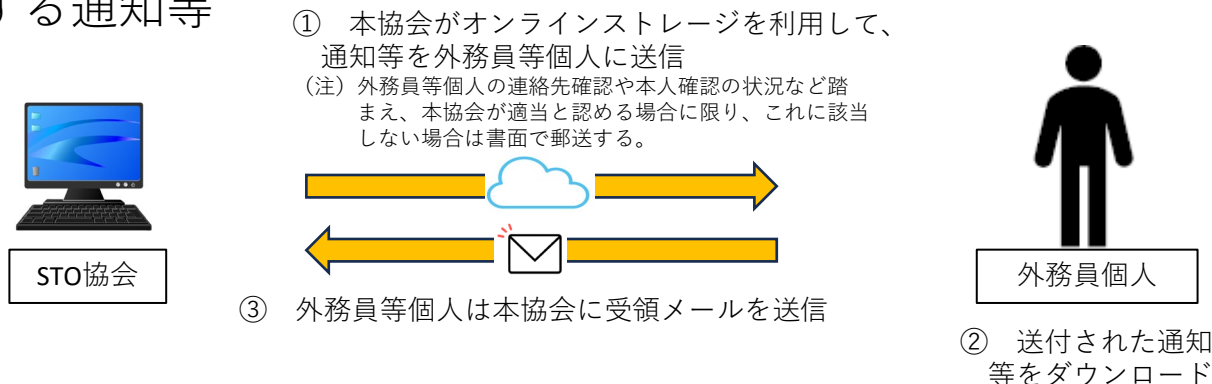 する通知等
① 本協会がオンラインストレージを利用して、
通知等を外務員等個人に送信
（注）外務員等個人の連絡先確認や本人確認の状況など踏
まえ、本協会が適当と認める場合に限り、これに該当
しない場合は書面で郵送する。
STO協会
外務員個人
③ 外務員等個人は本協会に受領メールを送信
② 送付された通知
等をダウンロード